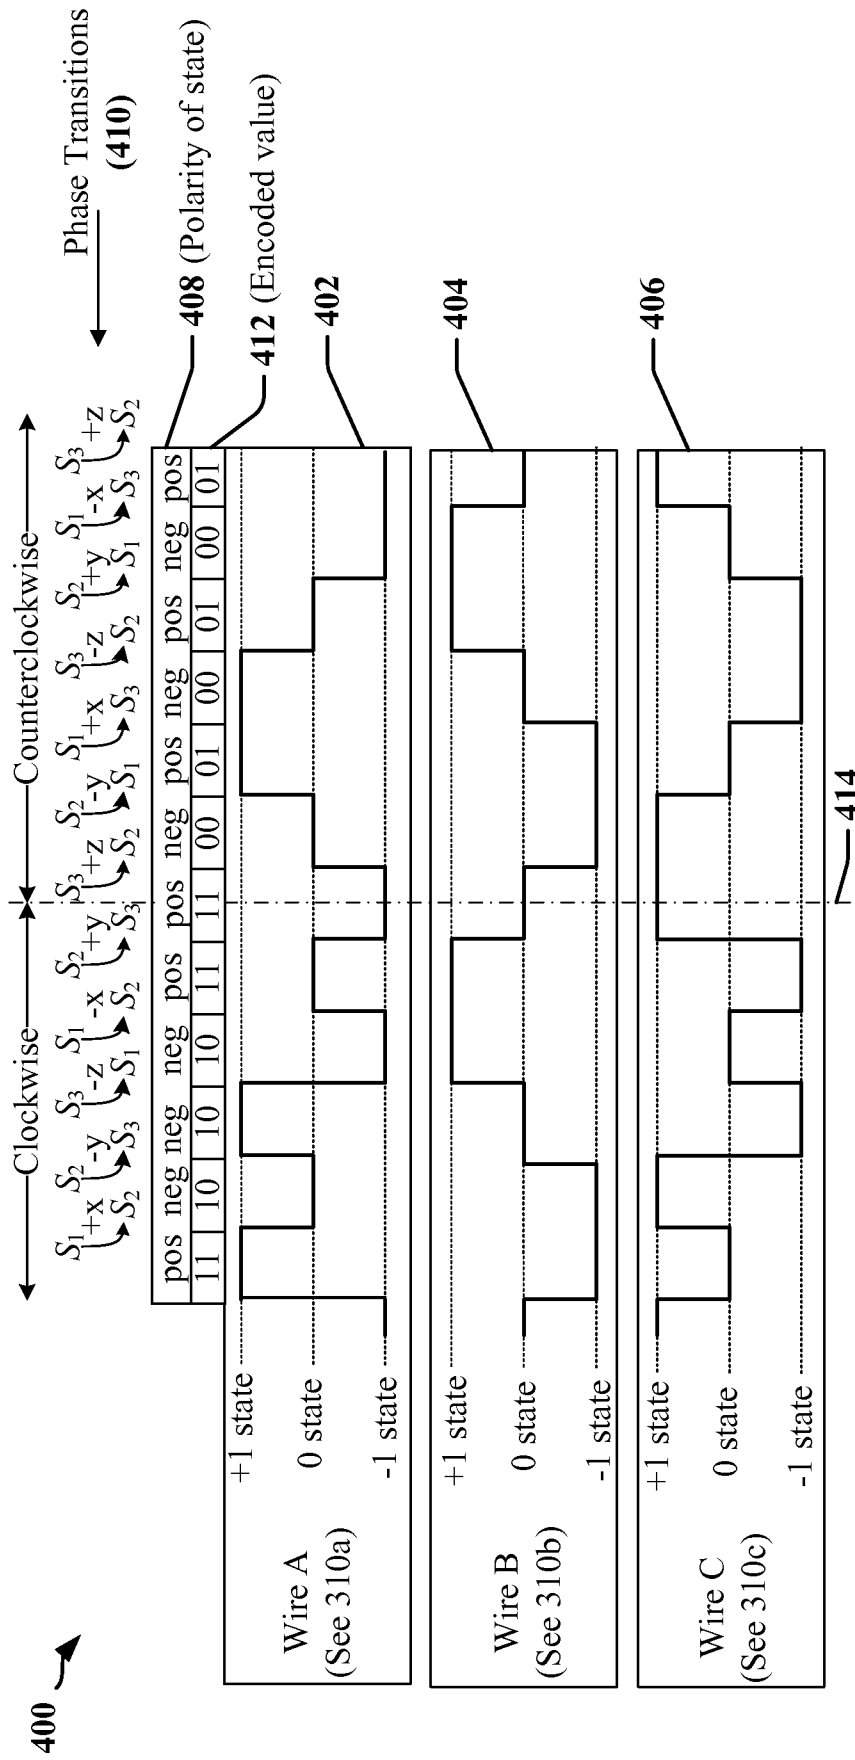 400
Clockwise Counterclockwise
Phase Transitions
(410)
S1 +x S2 -y S3 -z S1 -x S2 +y S3 +z S2 -y S1 +x S3 -z S2 +y S1 -x S3 +z
S2 S3 S1 S2 S3 S2 S1 S3 S2 S1 S3 S2
pos neg neg neg pos pos neg pos neg pos neg pos
408 (Polarity of state)
11 10 10 10 11 11 00 01 00 01 00 01
412 (Encoded value)
Wire A
(See 310a)
+1 state
0 state
-1 state
402
Wire B
(See 310b)
+1 state
0 state
-1 state
404
Wire C
(See 310c)
+1 state
0 state
-1 state
406
414